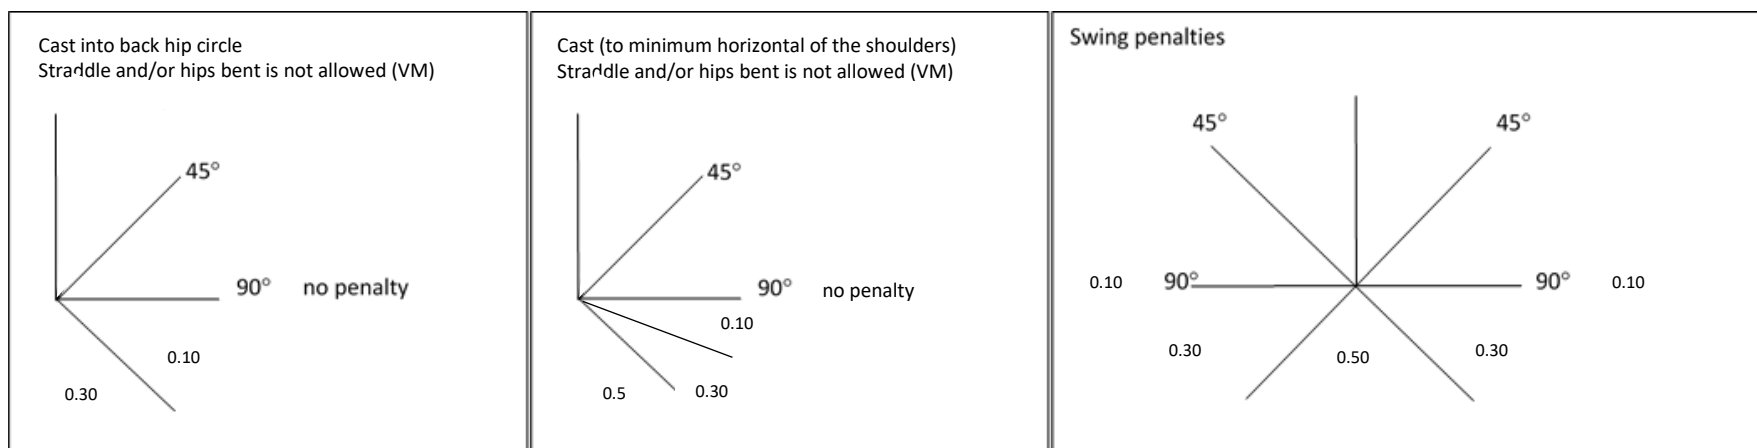 Cast into back hip circle
Straddle and/or hips bent is not allowed (VM)
45°
90° no penalty
0.10
0.30
Cast (to minimum horizontal of the shoulders)
Straddle and/or hips bent is not allowed (VM)
45°
90° no penalty
0.10
0.30
0.5
Swing penalties
45° 45°
0.10 90° 90° 0.10
0.30 0.50 0.30